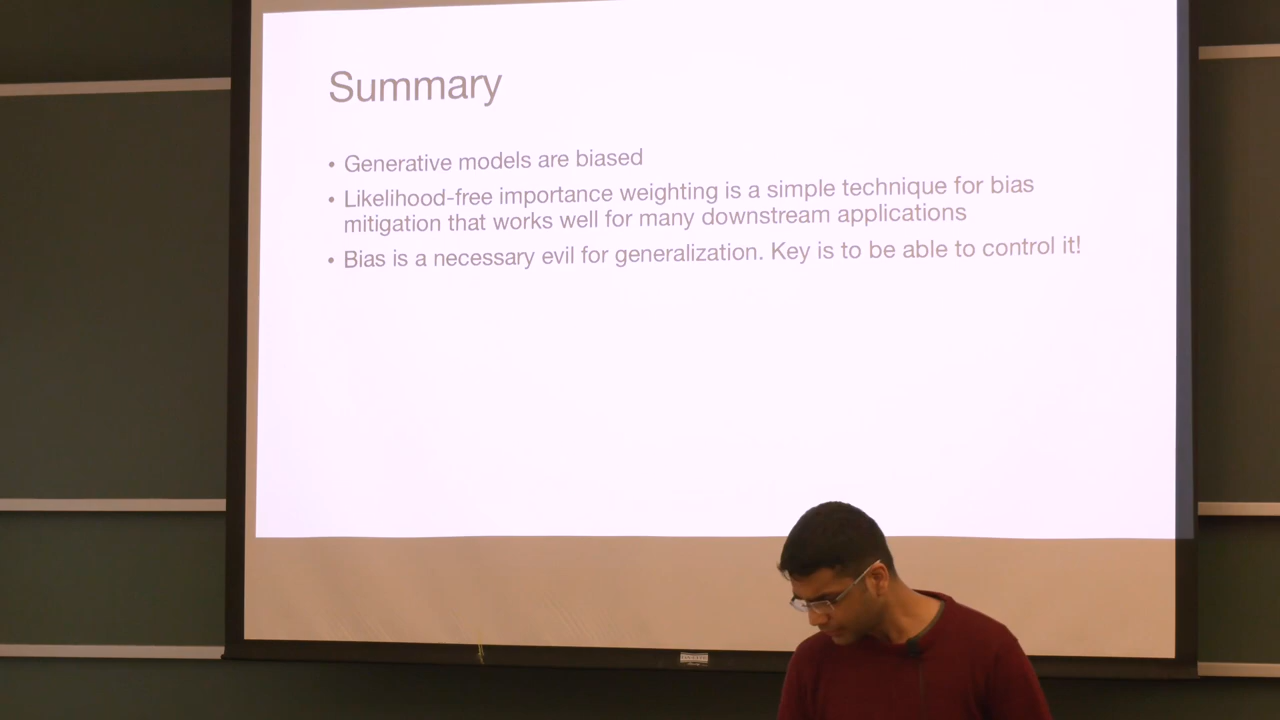 Summary
• Generative models are biased
• Likelihood-free importance weighting is a simple technique for bias
mitigation that works well for many downstream applications
• Bias is a necessary evil for generalization. Key is to be able to control it!